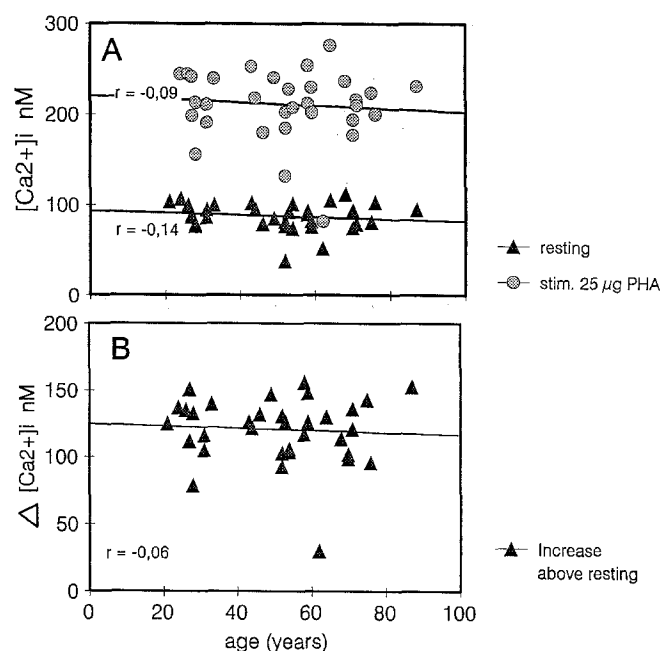 A
300
200
100
0
[Ca2+]i nM
r = -0,09
r = -0,14
resting
stim. 25 µg PHA
B
200
150
100
50
0
Δ [Ca2+]i nM
r = -0,06
Increase
above resting
0 20 40 60 80 100
age (years)